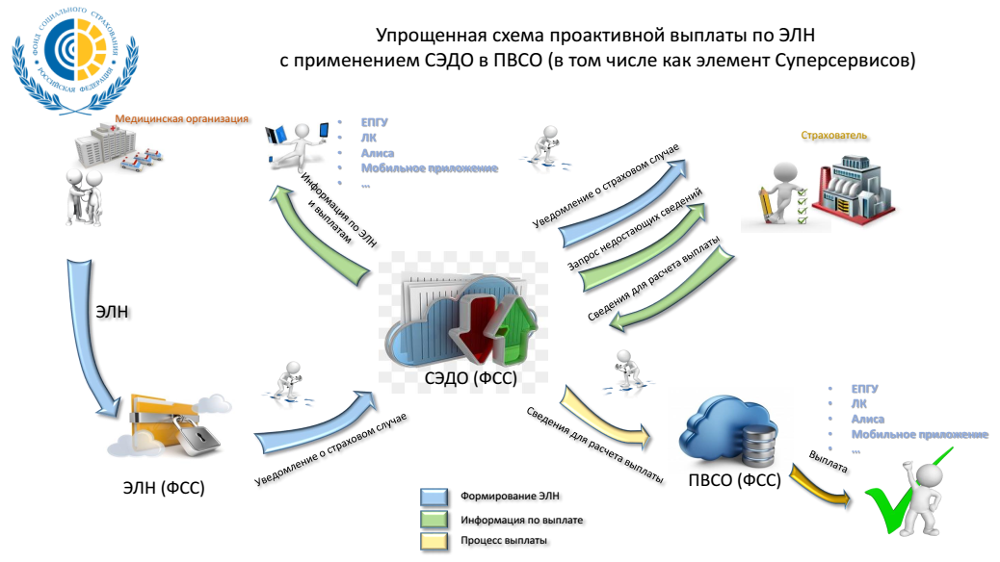 Упрощенная схема проактивной выплаты по ЭЛН
с применением СЭДО в ПВСО (в том числе как элемент Суперсервисов)
ФОНД СОЦИАЛЬНОГО СТРАХОВАНИЯ
РОССИЙСКАЯ ФЕДЕРАЦИЯ
Медицинская организация
• ЕПГУ
• ЛК
• Алиса
• Мобильное приложение
• ...
Страхователь
Информация по ЭЛН
и выплатам
Уведомление о страховом случае
Запрос недостающих сведений
Сведения для расчета выплаты
ЭЛН
СЭДО (ФСС)
ЭЛН (ФСС)
Уведомление о страховом случае
Сведения для расчета выплаты
ПВСО (ФСС)
• ЕПГУ
• ЛК
• Алиса
• Мобильное приложение
• ...
Выплата
Формирование ЭЛН
Информация по выплате
Процесс выплаты